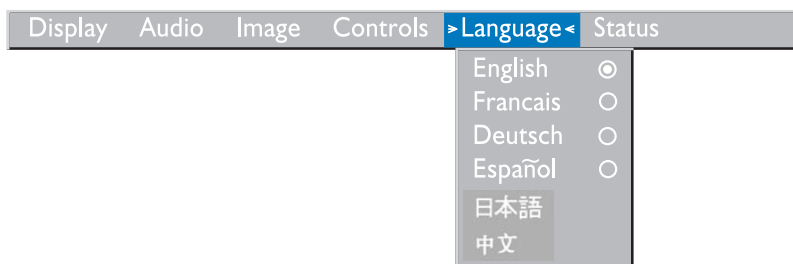 Display Audio Image Controls >Language< Status
English
Francais
Deutsch
Español
日本語
中文